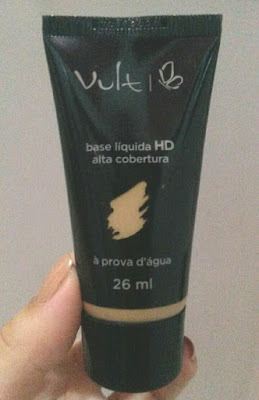 Vult
base líquida HD
alta cobertura
à prova d'água
26 ml